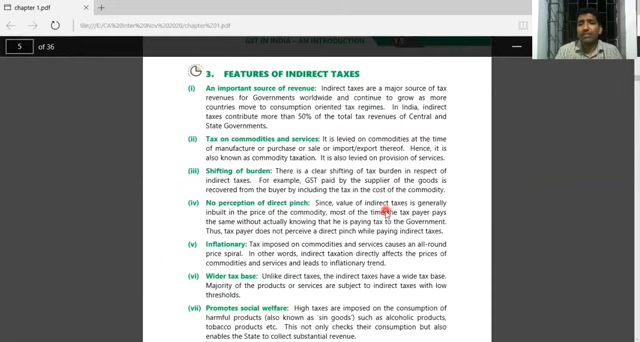 chapter 1.pdf
file:///E:/CA%20Inter%20Nov%202020/chapter%201.pdf
5 of 36
GST IN INDIA – AN INTRODUCTION
3. FEATURES OF INDIRECT TAXES
(i) An important source of revenue: Indirect taxes are a major source of tax
revenues for Governments worldwide and continue to grow as more
countries move to consumption oriented tax regimes. In India, indirect
taxes contribute more than 50% of the total tax revenues of Central and
State Governments.
(ii) Tax on commodities and services: It is levied on commodities at the time
of manufacture or purchase or sale or import/export thereof. Hence, it is
also known as commodity taxation. It is also levied on provision of services.
(iii) Shifting of burden: There is a clear shifting of tax burden in respect of
indirect taxes. For example, GST paid by the supplier of the goods is
recovered from the buyer by including the tax in the cost of the commodity.
(iv) No perception of direct pinch: Since, value of indirect taxes is generally
inbuilt in the price of the commodity, most of the time the tax payer pays
the same without actually knowing that he is paying tax to the Government.
Thus, tax payer does not perceive a direct pinch while paying indirect taxes.
(v) Inflationary: Tax imposed on commodities and services causes an all-round
price spiral. In other words, indirect taxation directly affects the prices of
commodities and services and leads to inflationary trend.
(vi) Wider tax base: Unlike direct taxes, the indirect taxes have a wide tax base.
Majority of the products or services are subject to indirect taxes with low
thresholds.
(vii) Promotes social welfare: High taxes are imposed on the consumption of
harmful products (also known as ‘sin goods’) such as alcoholic products,
tobacco products etc. This not only checks their consumption but also
enables the State to collect substantial revenue.